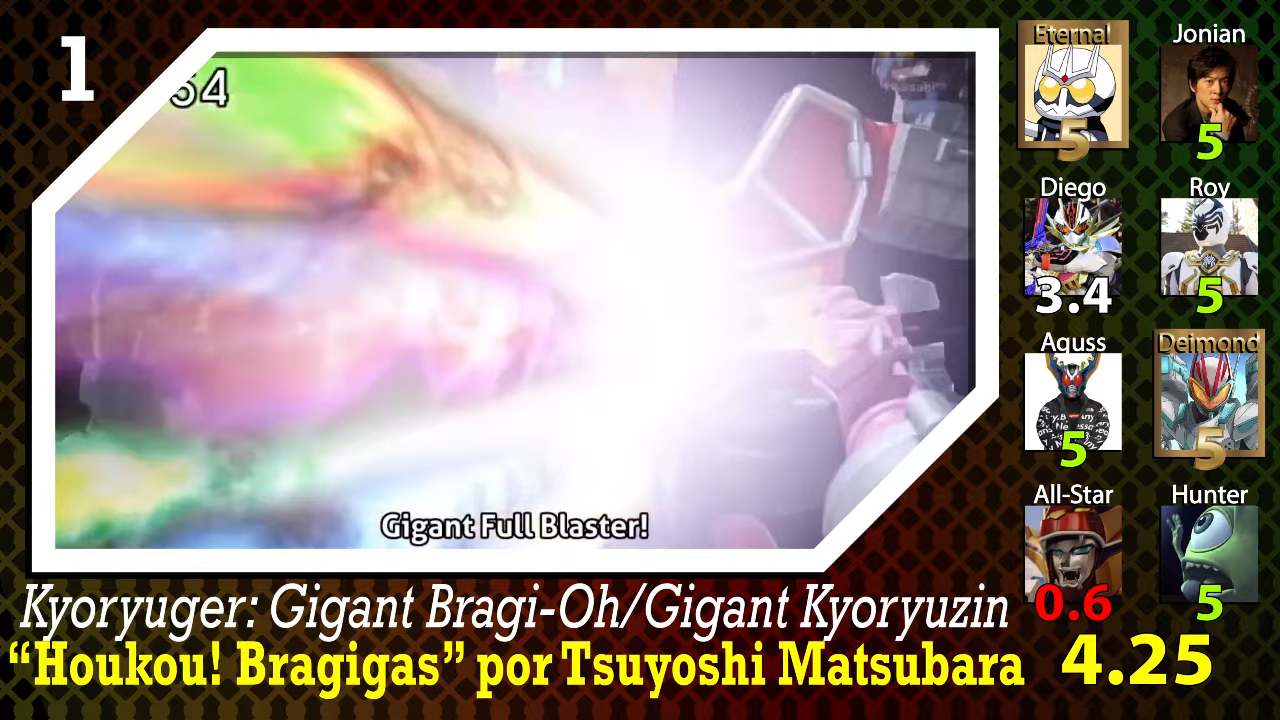 1
54
Gigant Full Blaster!
Eternal
5
Jonian
5
Diego
3.4
Roy
5
Aquss
5
Deimond
5
All-Star
0.6
Hunter
5
Kyoryuger: Gigant Bragi-Oh/Gigant Kyoryuzin
“Houkou! Bragigas” por Tsuyoshi Matsubara
4.25